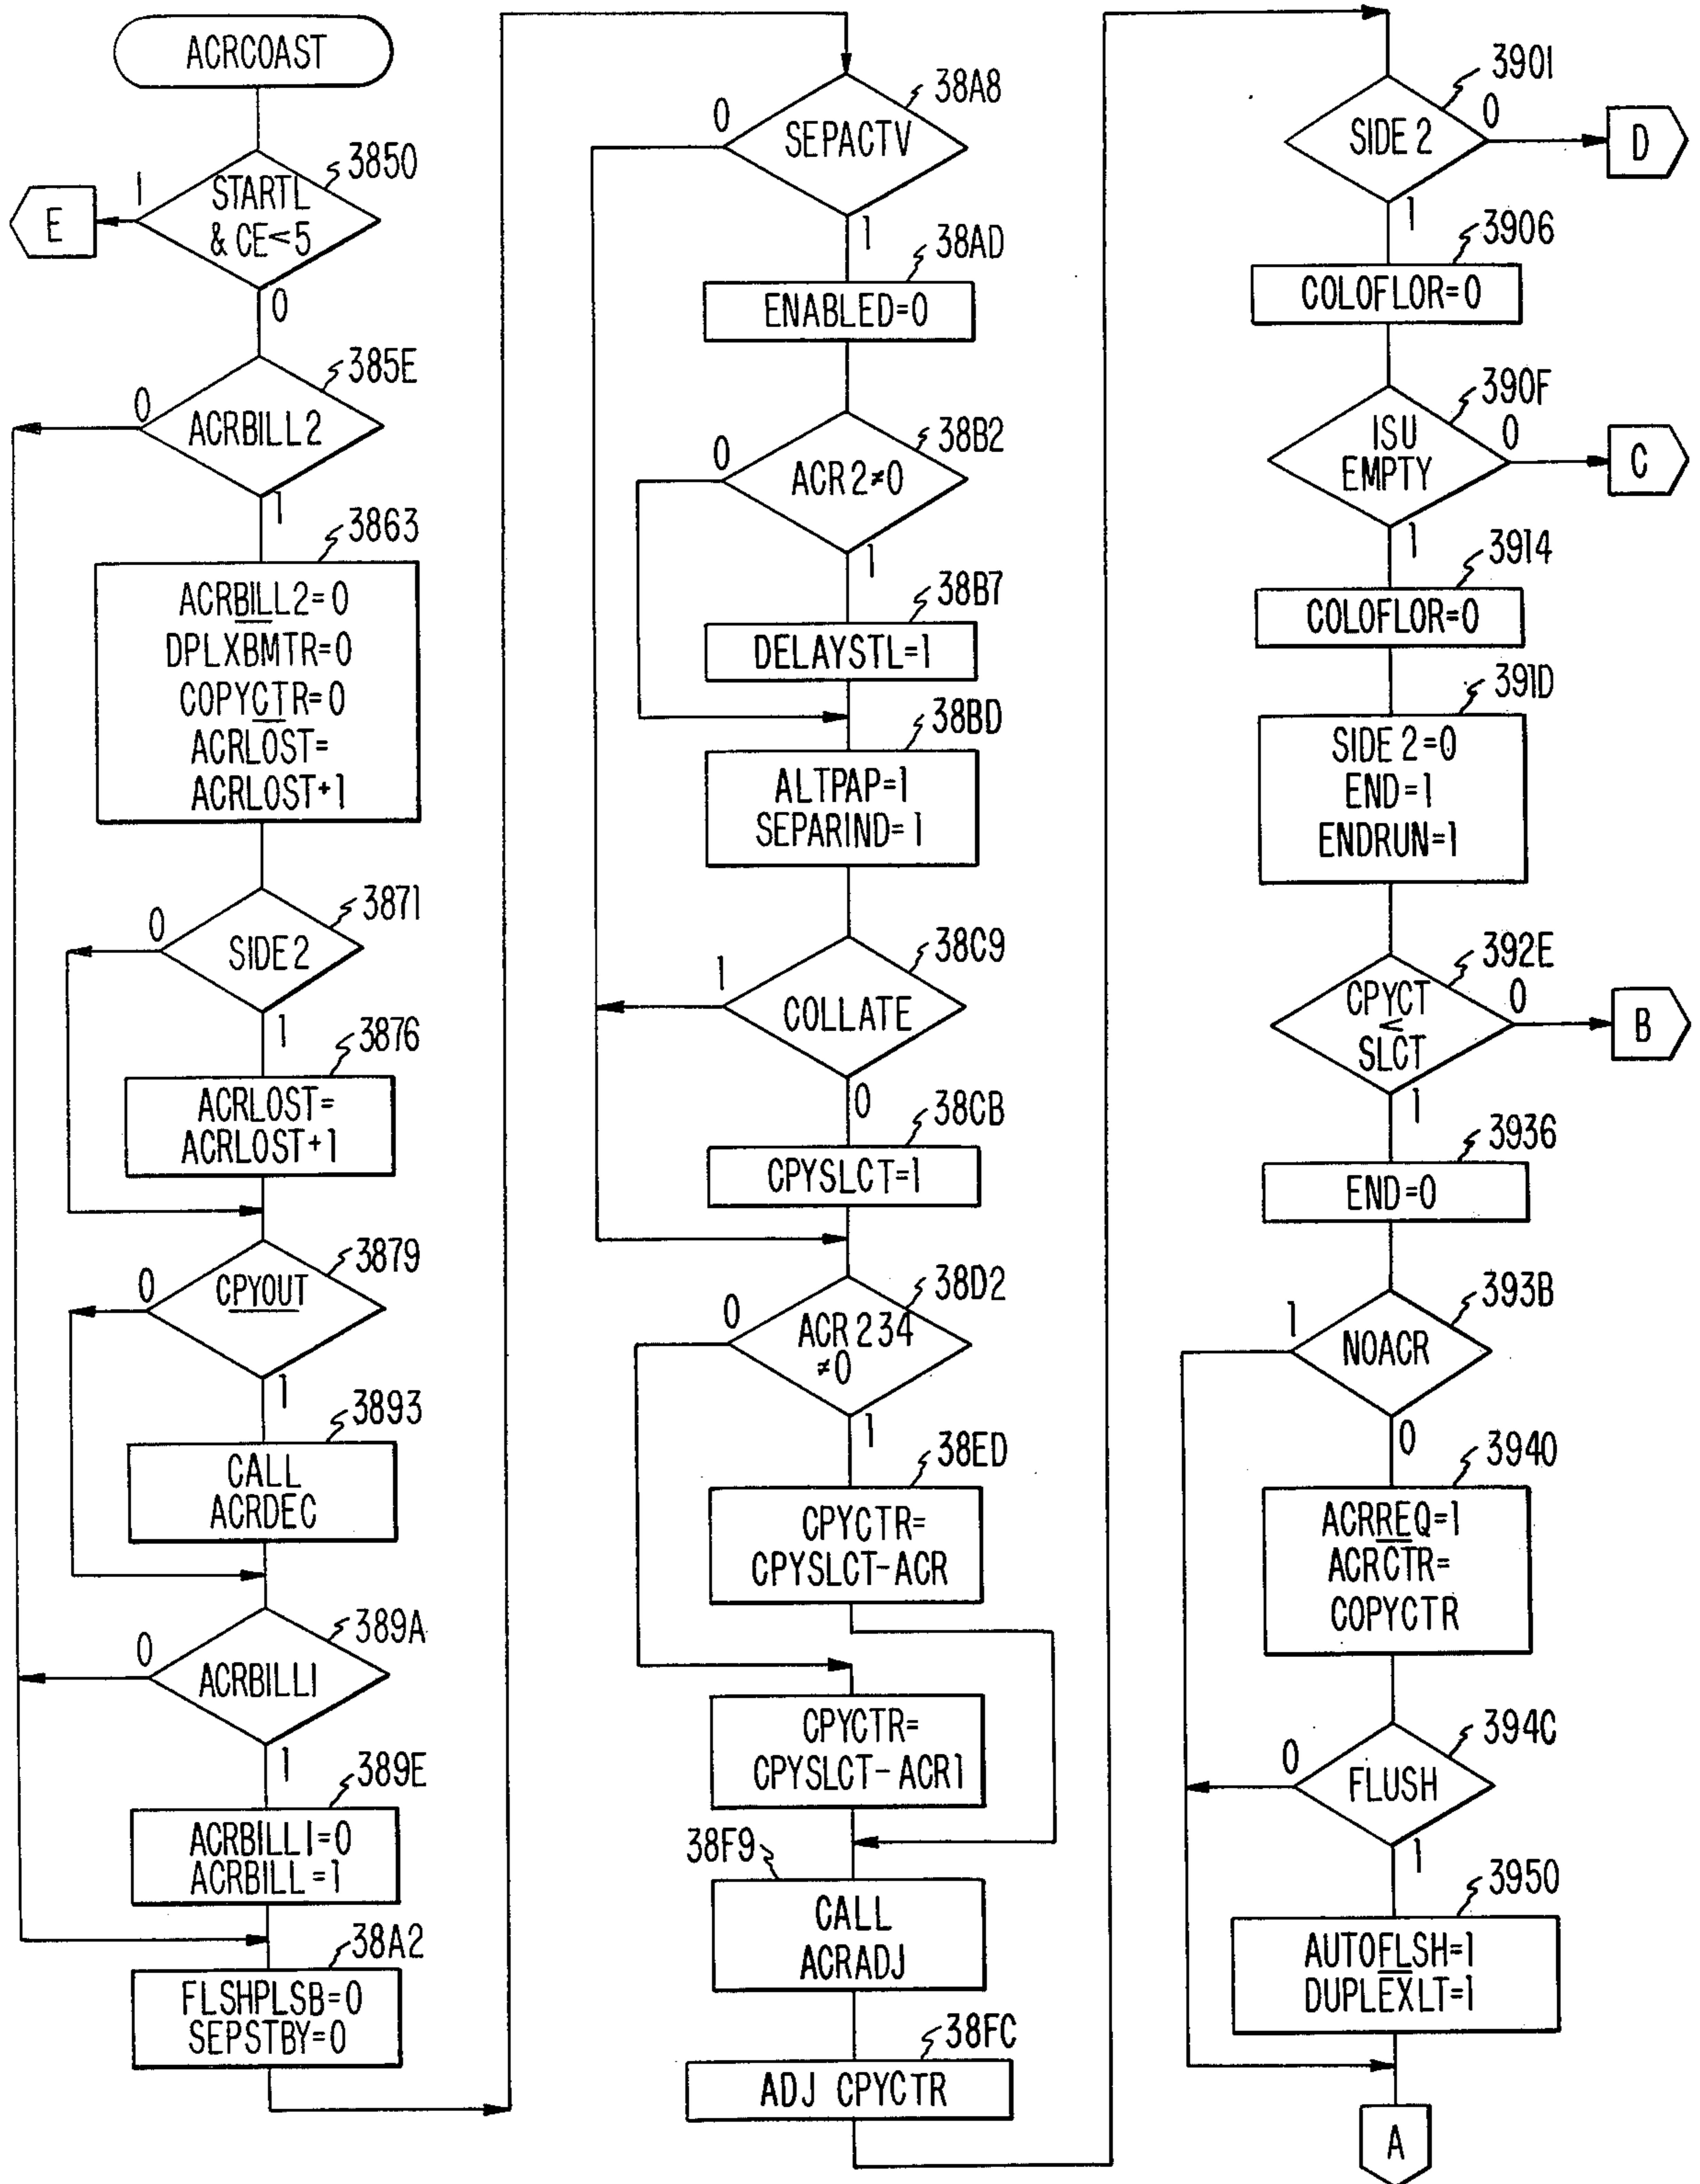 ACRCOAST
3850
1
STARTL
& CE<5
E
0
385E
0
ACRBILL2
1
3863
ACRBILL2=0
DPLXBMTR=0
COPYCTR=0
ACRLOST=
ACRLOST+1
3871
0
SIDE2
1
3876
ACRLOST=
ACRLOST+1
3879
0
CPYOUT
1
3893
CALL
ACRDEC
389A
0
ACRBILL1
1
389E
ACRBILL1=0
ACRBILL=1
38A2
FLSHPLSB=0
SEPSTBY=0
38A8
0
SEPACTV
1
38AD
ENABLED=0
38B2
0
ACR2≠0
1
38B7
DELAYSTL=1
38BD
ALTPAP=1
SEPARIND=1
38C9
1
COLLATE
0
38CB
CPYSLCT=1
38D2
0
ACR234
≠0
1
38ED
CPYCTR=
CPYSLCT-ACR
CPYCTR=
CPYSLCT-ACR1
38F9
CALL
ACRADJ
38FC
ADJ CPYCTR
3901
SIDE 2
0
D
1
3906
COLOFLOR=0
390F
ISU
EMPTY
0
C
1
3914
COLOFLOR=0
391D
SIDE 2=0
END=1
ENDRUN=1
392E
CPYCT
<
SLCT
0
B
1
3936
END=0
393B
1
NOACR
0
3940
ACRREQ=1
ACRCTR=
COPYCTR
394C
0
FLUSH
1
3950
AUTOFLSH=1
DUPLEXLT=1
A